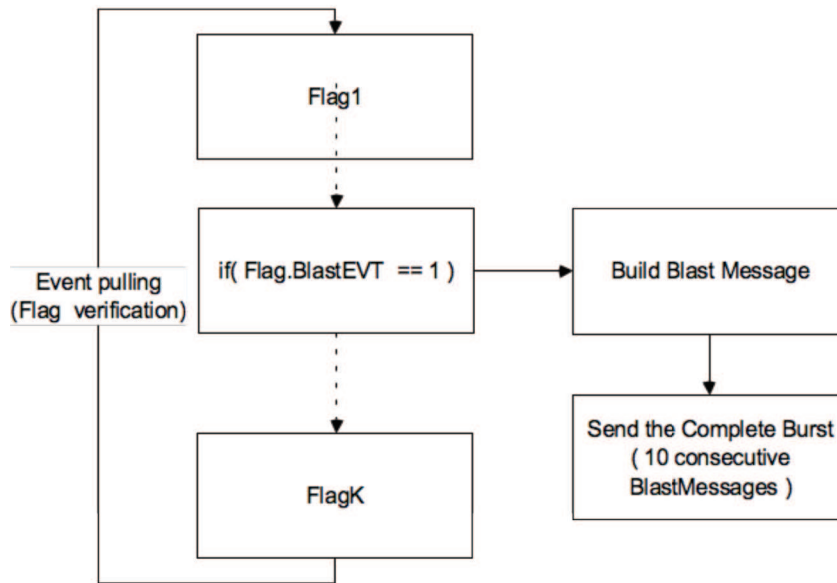 Flag1
Event pulling
(Flag verification)
if( Flag.BlastEVT == 1 )
Build Blast Message
FlagK
Send the Complete Burst
( 10 consecutive
BlastMessages )